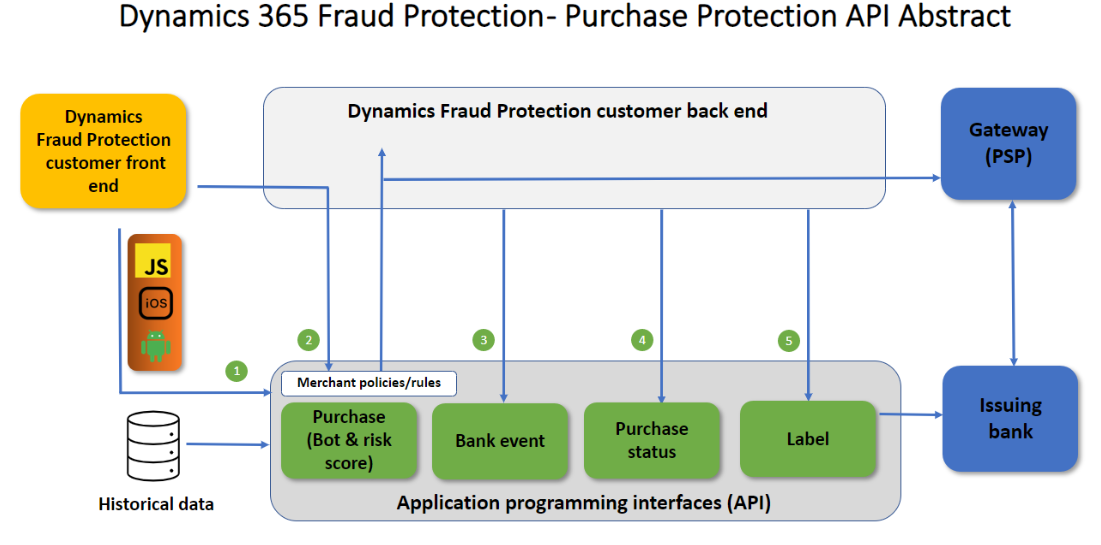 Dynamics 365 Fraud Protection- Purchase Protection API Abstract
Dynamics
Fraud Protection
customer front
end
Dynamics Fraud Protection customer back end
Gateway
(PSP)
JS
iOS
1
2
3
4
5
Merchant policies/rules
Purchase
(Bot & risk
score)
Bank event
Purchase
status
Label
Issuing
bank
Historical data
Application programming interfaces (API)